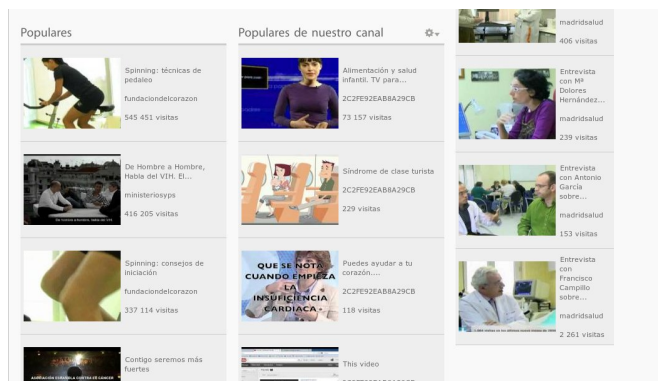 Populares
Spinning: técnicas de
pedaleo
fundaciondelcorazon
545 451 visitas
De Hombre a Hombre,
Habla del VIH. El...
ministeriosyps
416 205 visitas
Spinning: consejos de
iniciación
fundaciondelcorazon
337 114 visitas
Contigo seremos más
fuertes
ASOCIACIÓN ESPAÑOLA CONTRA EL CÁNCER
Populares de nuestro canal
Alimentación y salud
infantil. TV para...
2C2FE92EAB8A29CB
73 157 visitas
Síndrome de clase turista
2C2FE92EAB8A29CB
229 visitas
QUE SE NOTA
CUANDO EMPIEZA
LA
INSUFICIENCIA
CARDIACA -
Puedes ayudar a tu
corazón....
2C2FE92EAB8A29CB
118 visitas
This video
madridsalud
406 visitas
Entrevista
con Mª
Dolores
Hernández...
madridsalud
239 visitas
Entrevista
con Antonio
García
sobre...
madridsalud
153 visitas
Entrevista
con
Francisco
Campillo
sobre...
madridsalud
2 261 visitas